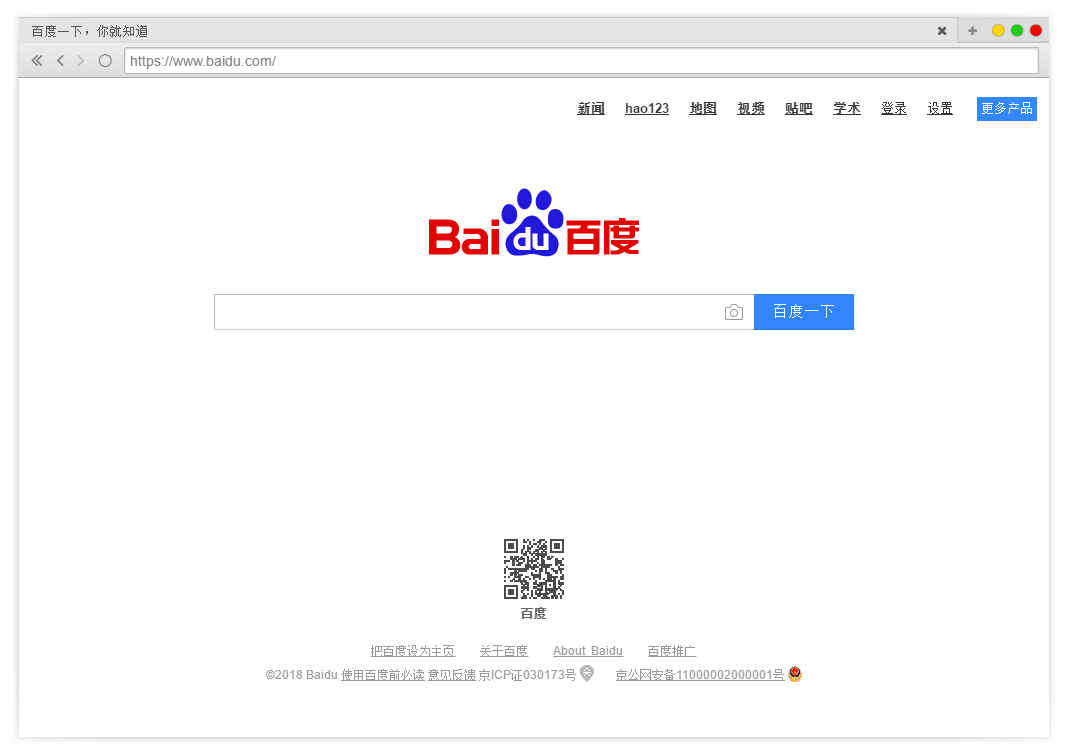 百度一下，你就知道
https://www.baidu.com/
新闻 hao123 地图 视频 贴吧 学术 登录 设置 更多产品
Bai du 百度
百度一下
百度
把百度设为主页 关于百度 About Baidu 百度推广
©2018 Baidu 使用百度前必读 意见反馈 京ICP证030173号 京公网安备11000002000001号